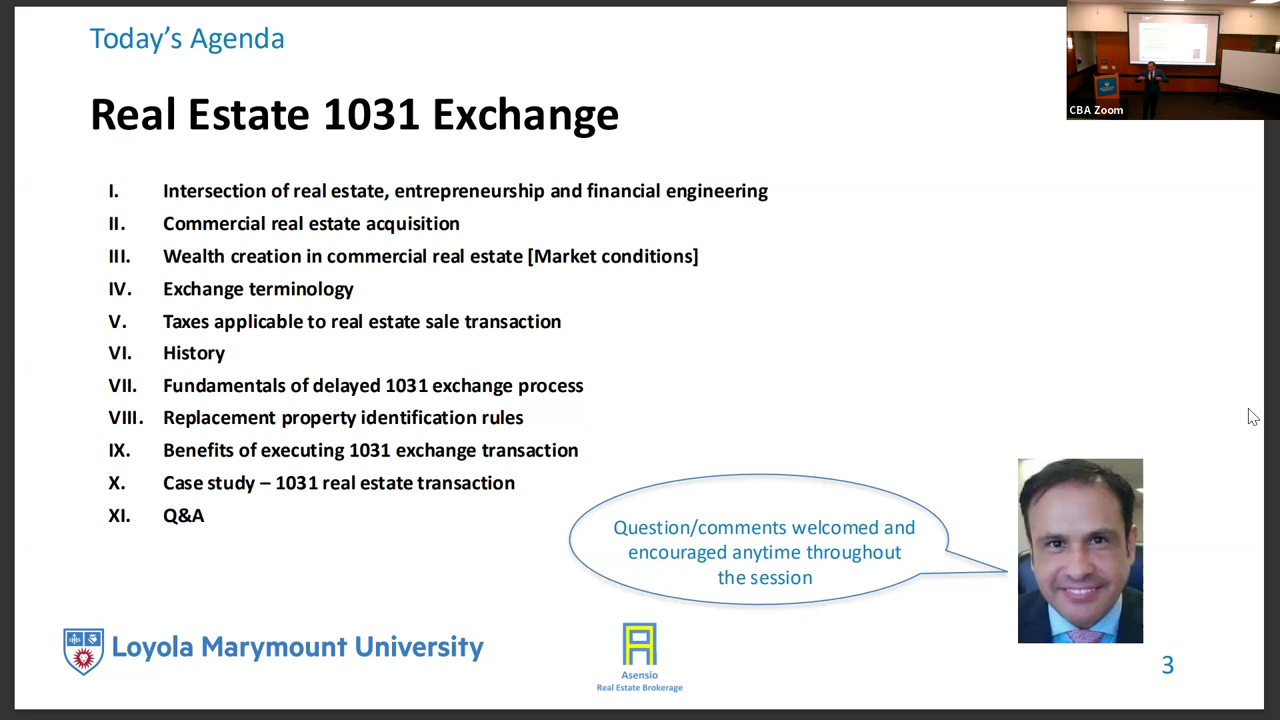 Today's Agenda
CBA Zoom
Real Estate 1031 Exchange
I. Intersection of real estate, entrepreneurship and financial engineering
II. Commercial real estate acquisition
III. Wealth creation in commercial real estate [Market conditions]
IV. Exchange terminology
V. Taxes applicable to real estate sale transaction
VI. History
VII. Fundamentals of delayed 1031 exchange process
VIII. Replacement property identification rules
IX. Benefits of executing 1031 exchange transaction
X. Case study – 1031 real estate transaction
XI. Q&A
Question/comments welcomed and
encouraged anytime throughout
the session
Loyola Marymount University
Asensio
Real Estate Brokerage
3